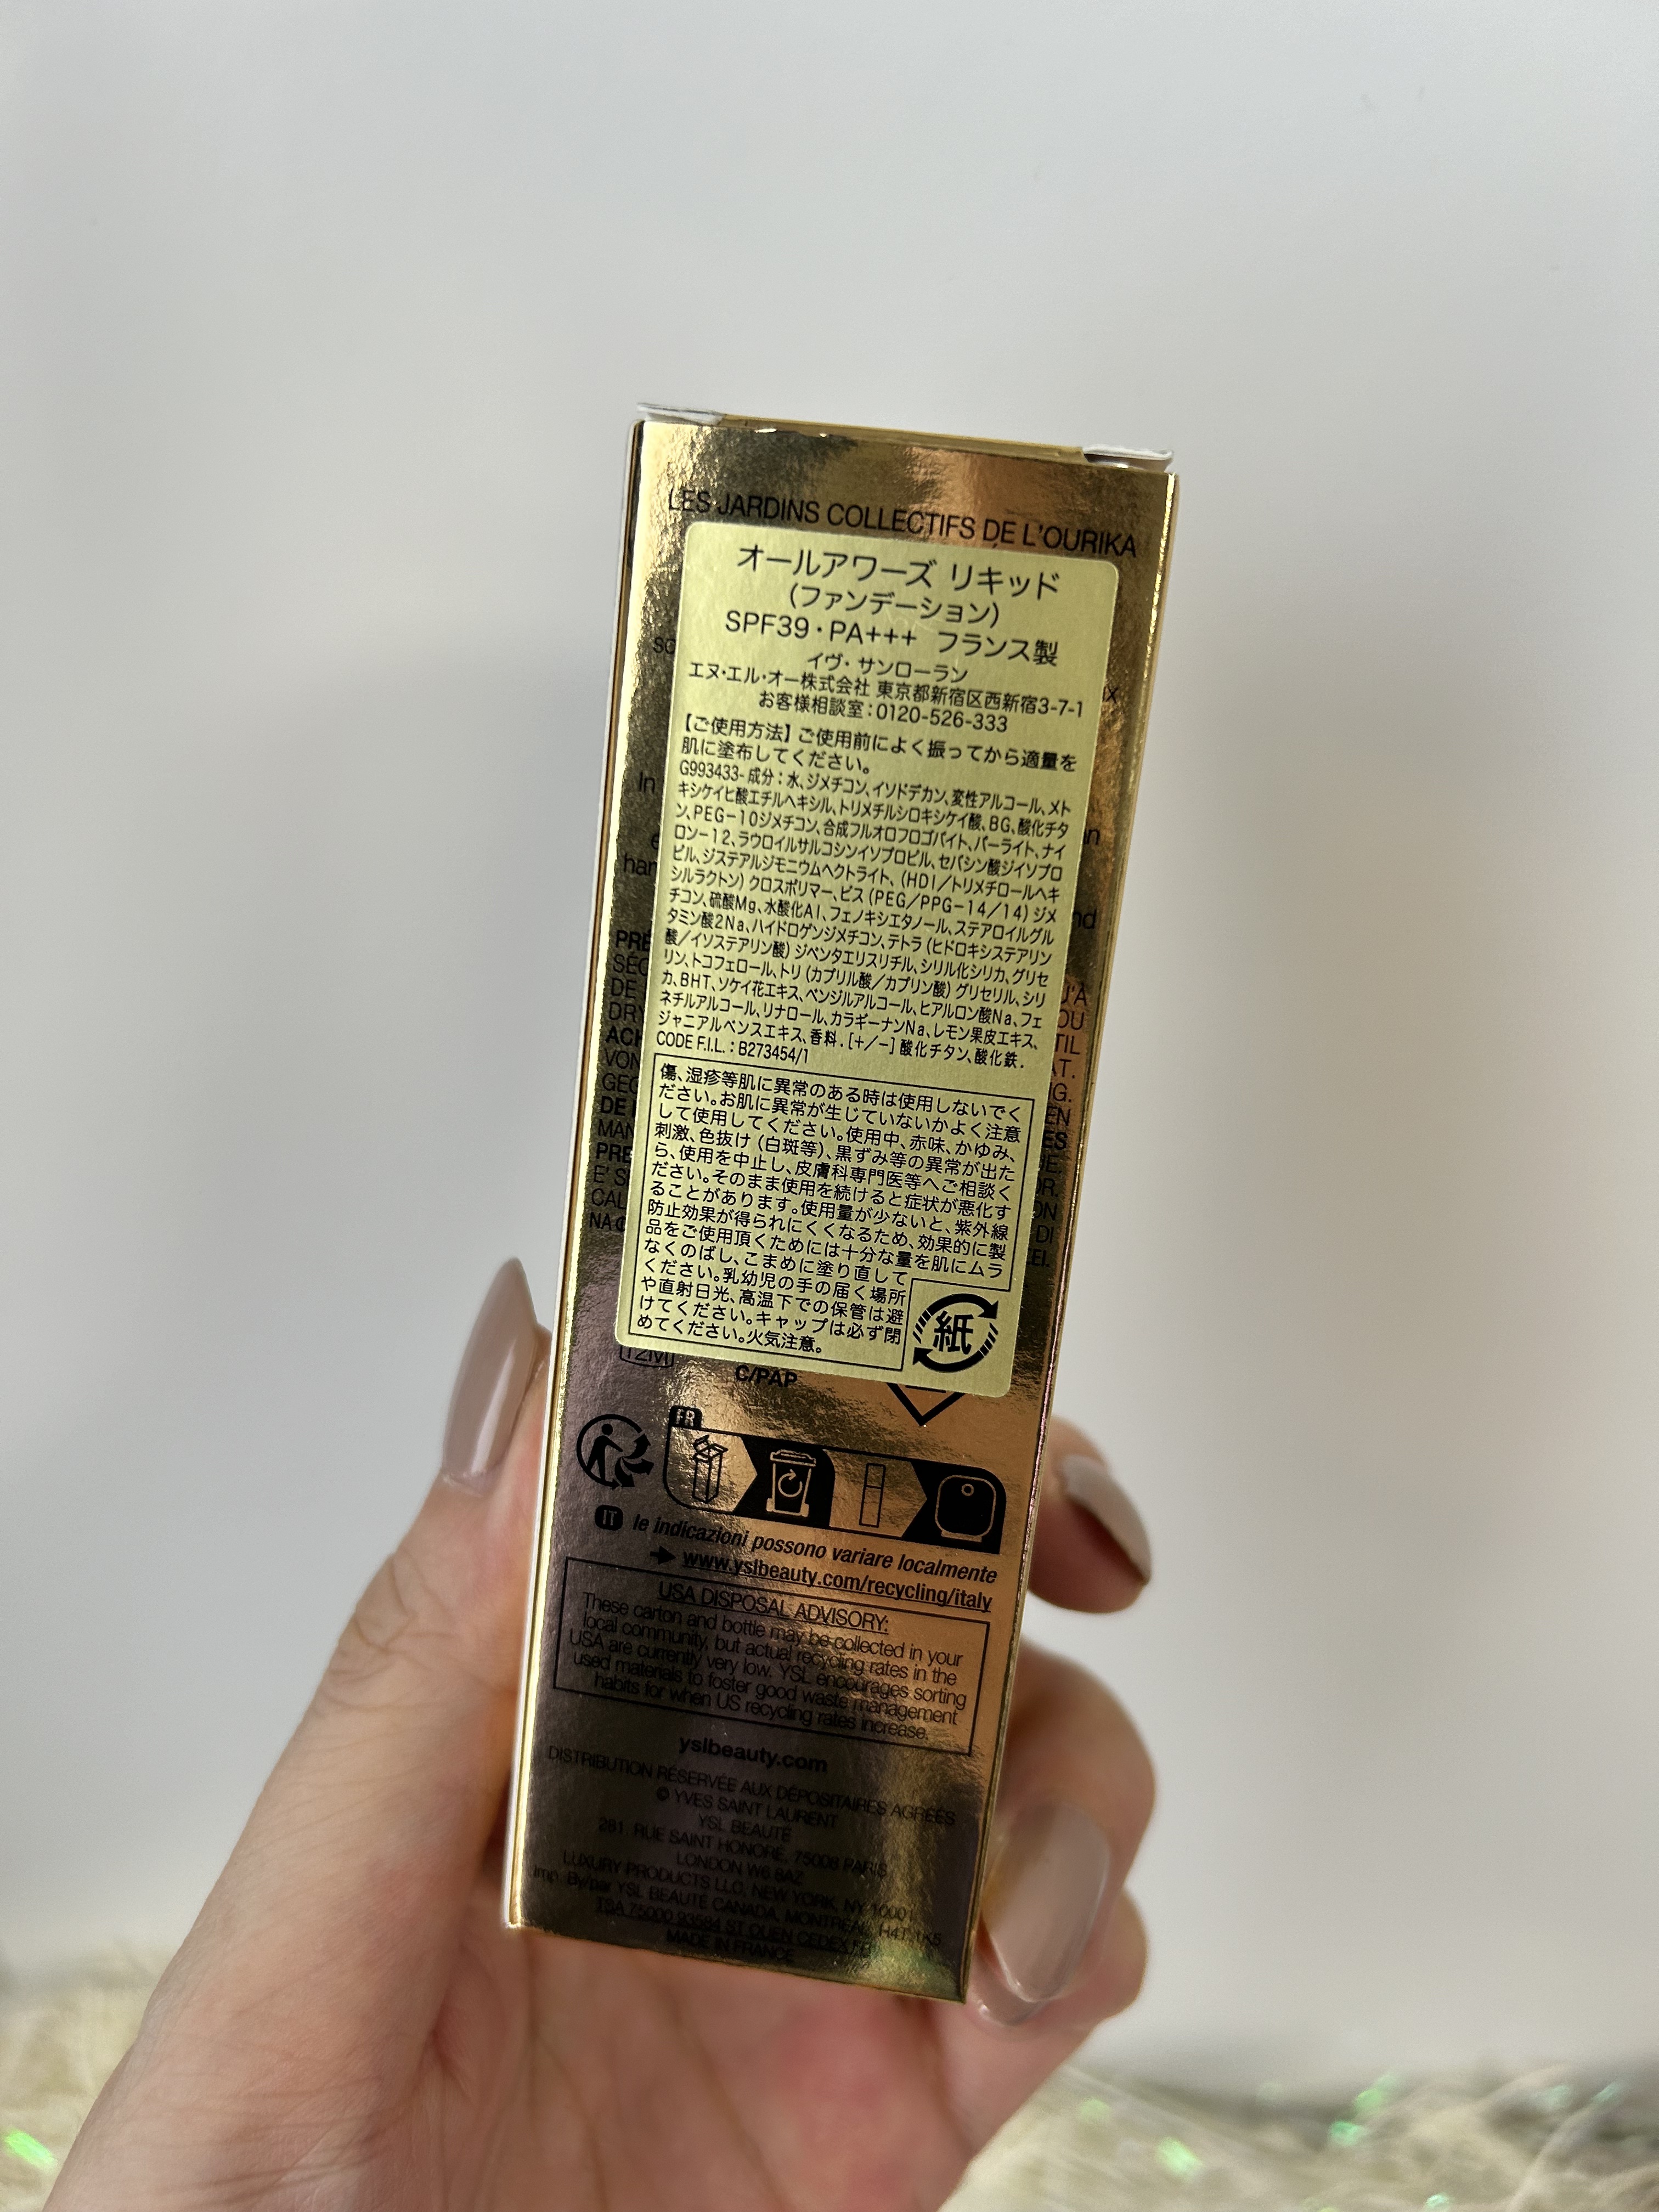 LES JARDINS COLLECTIFS DE L'OURIKA
オールアワーズ リキッド
(ファンデーション)
SPF39・PA+++ フランス製
イヴ・サンローラン
エヌ・エル・オー株式会社 東京都新宿区西新宿3-7-1
お客様相談室:0120-526-333
【ご使用方法】ご使用前によく振ってから適量を
肌に塗布してください。
G993433- 成分:水、ジメチコン、イソドデカン、変性アルコール、メト
キシケイヒ酸エチルヘキシル、トリメチルシロキシケイ酸、BG、酸化チタ
ン、PEG-10ジメチコン、合成フルオロフロゴパイト、パーライト、ナイ
ロン-12、ラウロイルサルコシンイソプロピル、セバシン酸ジイソプロ
ピル、ジステアルジモニウムヘクトライト、(HDI/トリメチロールヘキ
シルラクトン)クロスポリマー、ビス(PEG/PPG-14/14)ジメ
チコン、硫酸Mg、水酸化Al、フェノキシエタノール、ステアロイルグル
タミン酸2Na、ハイドロゲンジメチコン、テトラ(ヒドロキシステアリン
酸/イソステアリン酸)ジペンタエリスリチル、シリル化シリカ、グリセ
リン、トコフェロール、トリ(カプリル酸/カプリン酸)グリセリル、シリ
カ、BHT、ソケイ花エキス、ベンジルアルコール、ヒアルロン酸Na、フェ
ネチルアルコール、リナロール、カラギーナンNa、レモン果皮エキス、
ジャニアルベンスエキス、香料.[+/-]酸化チタン、酸化鉄.
CODE F.I.L. : B273454/1
傷、湿疹等肌に異常のある時は使用しないでく
ださい。お肌に異常が生じていないかよく注意
して使用してください。使用中、赤味、かゆみ、
刺激、色抜け(白斑等)、黒ずみ等の異常が出た
ら、使用を中止し、皮膚科専門医等へご相談く
ださい。そのまま使用を続けると症状が悪化す
ることがあります。使用量が少ないと、紫外線
防止効果が得られにくくなるため、効果的に製
品をご使用頂くためには十分な量を肌にムラ
なくのばし、こまめに塗り直して
ください。乳幼児の手の届く場所
や直射日光、高温下での保管は避
けてください。キャップは必ず閉
めてください。火気注意。
紙
12M
C/PAP
FR
IT le indicazioni possono variare localmente
www.yslbeauty.com/recycling/italy
USA DISPOSAL ADVISORY:
These carton and bottle may be collected in your
local community, but actual recycling rates in the
USA are currently very low. YSL encourages sorting
used materials to foster good waste management
habits for when US recycling rates increase.
yslbeauty.com
DISTRIBUTION RÉSERVÉE AUX DÉPOSITAIRES AGRÉÉS
© YVES SAINT LAURENT
YSL BEAUTÉ
281, RUE SAINT HONORÉ, 75008 PARIS
LONDON W6 8AZ
LUXURY PRODUCTS LLC, NEW YORK, NY 10001
Imp. By/par YSL BEAUTÉ CANADA, MONTRÉAL, H4T 1K5
TSA 75000 93584 ST OUEN CEDEX FR
MADE IN FRANCE